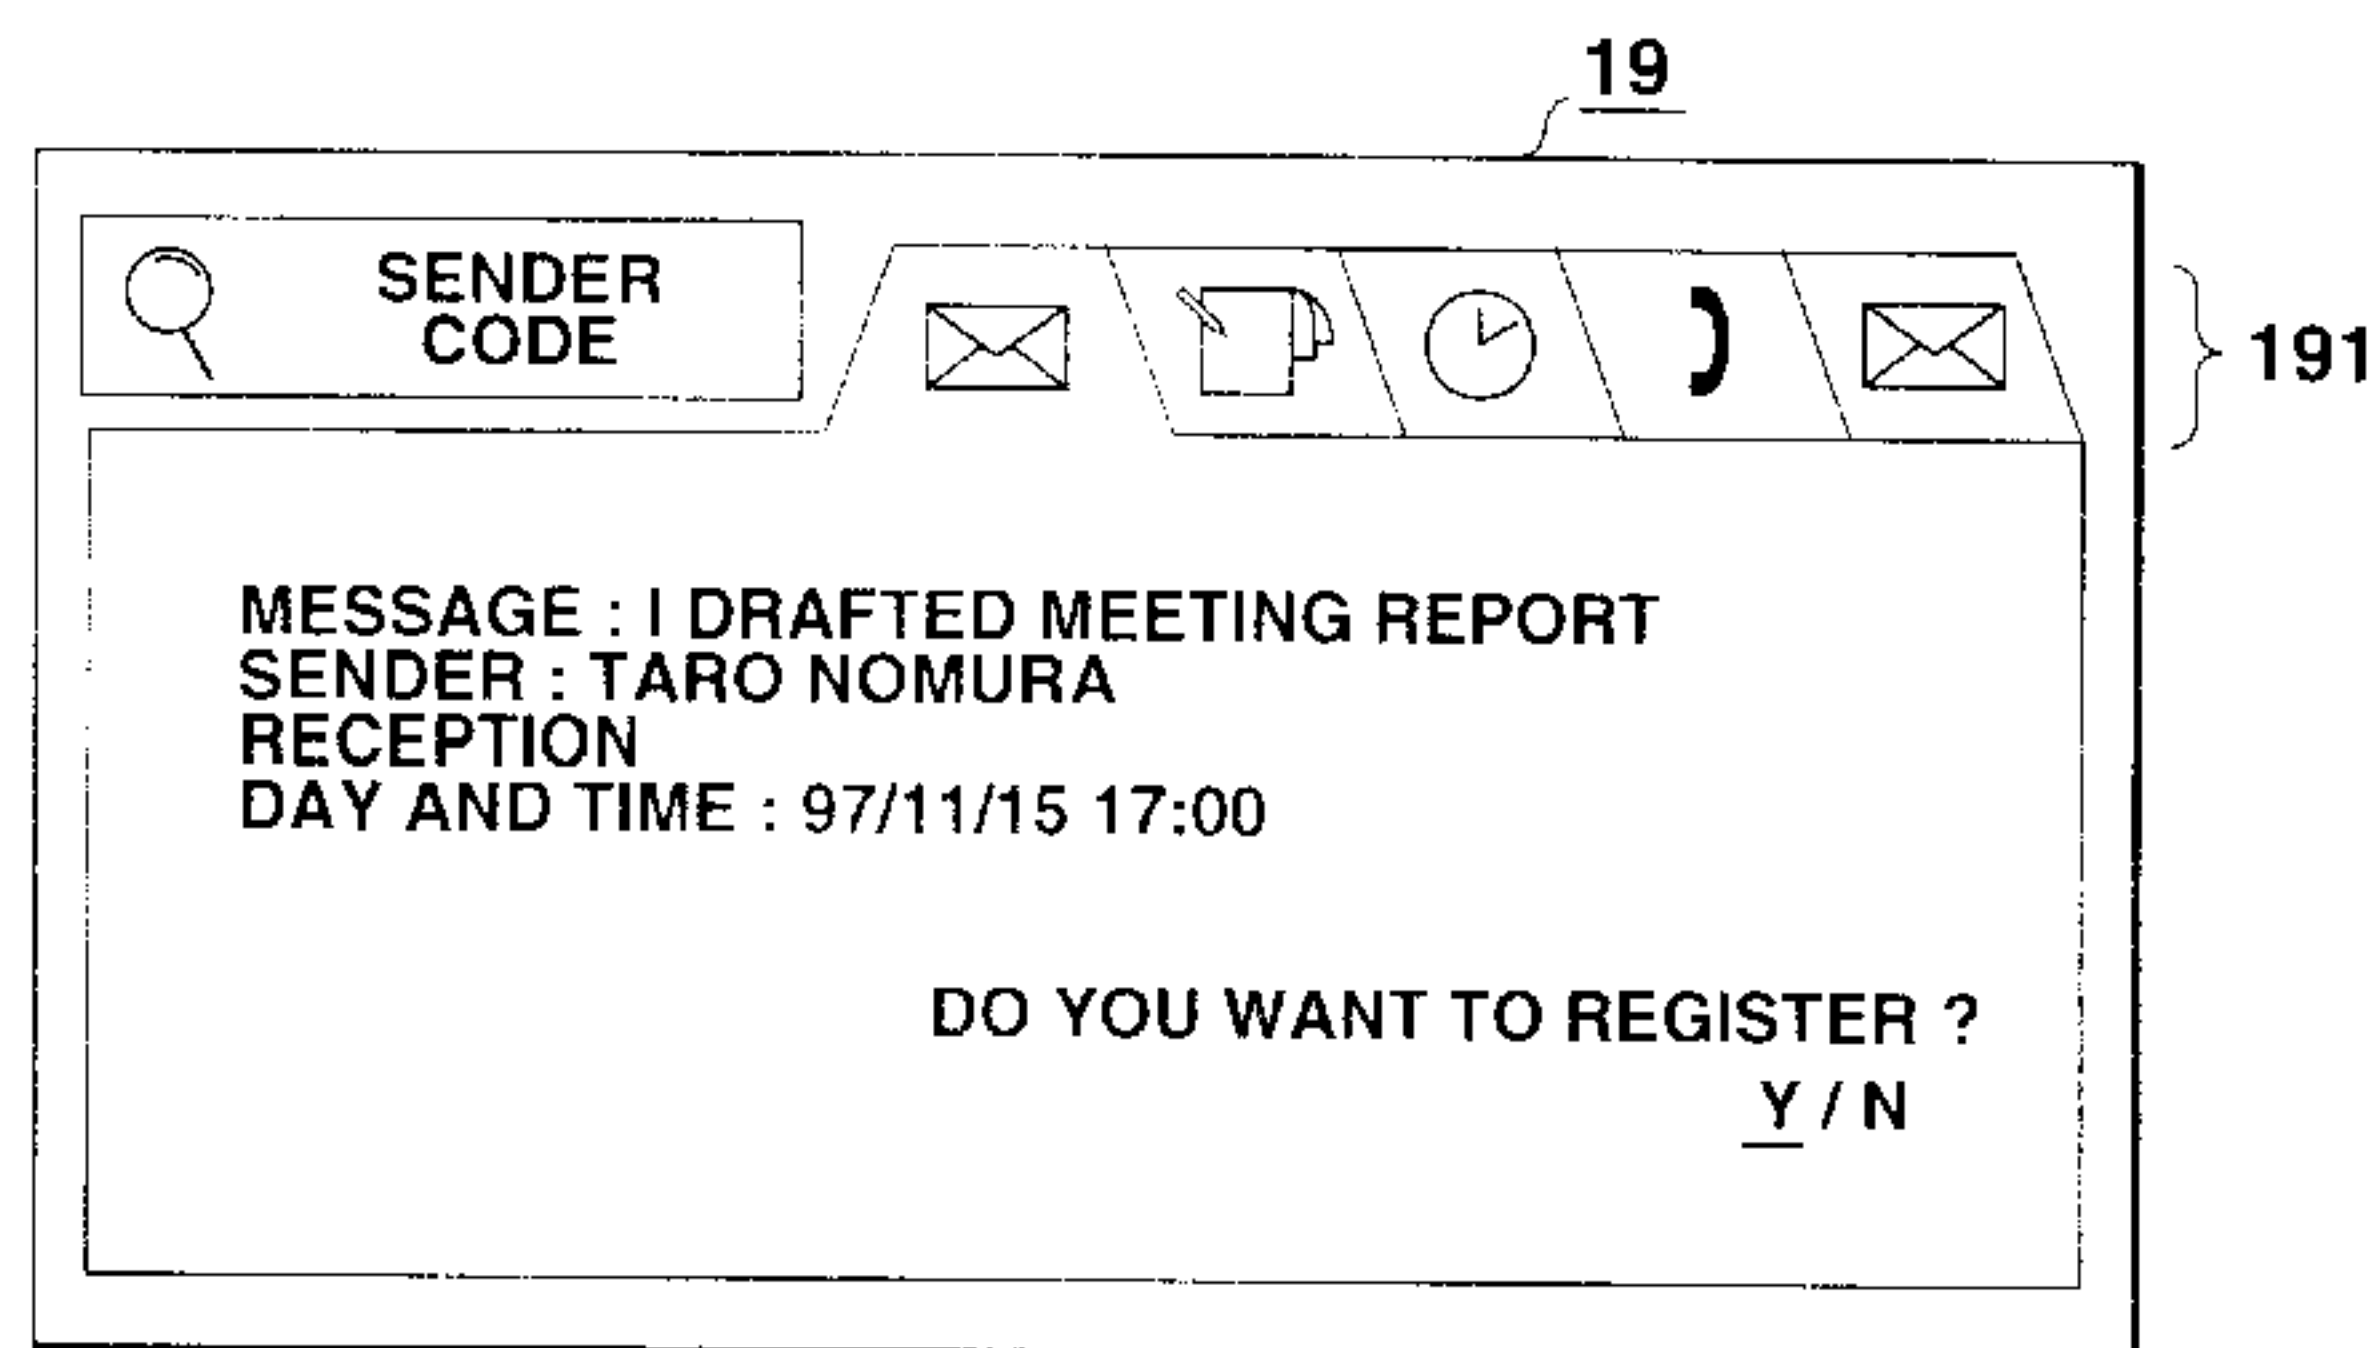 19
SENDER
CODE
191
MESSAGE : I DRAFTED MEETING REPORT
SENDER : TARO NOMURA
RECEPTION
DAY AND TIME : 97/11/15 17:00
DO YOU WANT TO REGISTER ?
Y / N